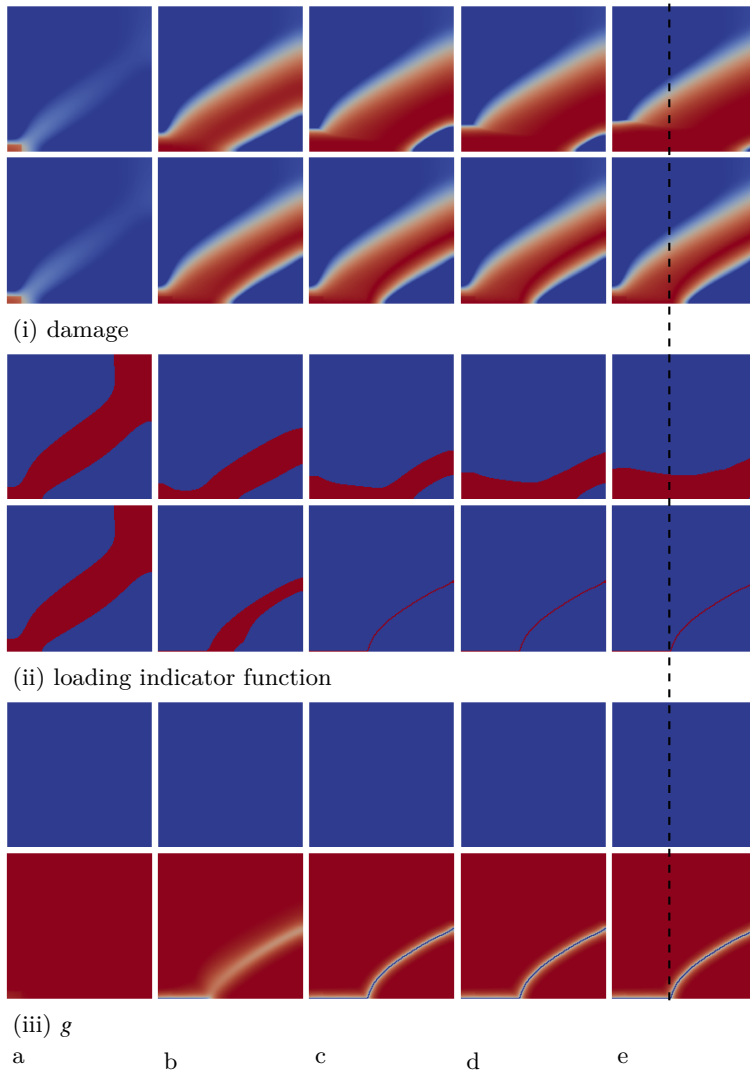 (i) damage
(ii) loading indicator function
(iii) g
a b c d e